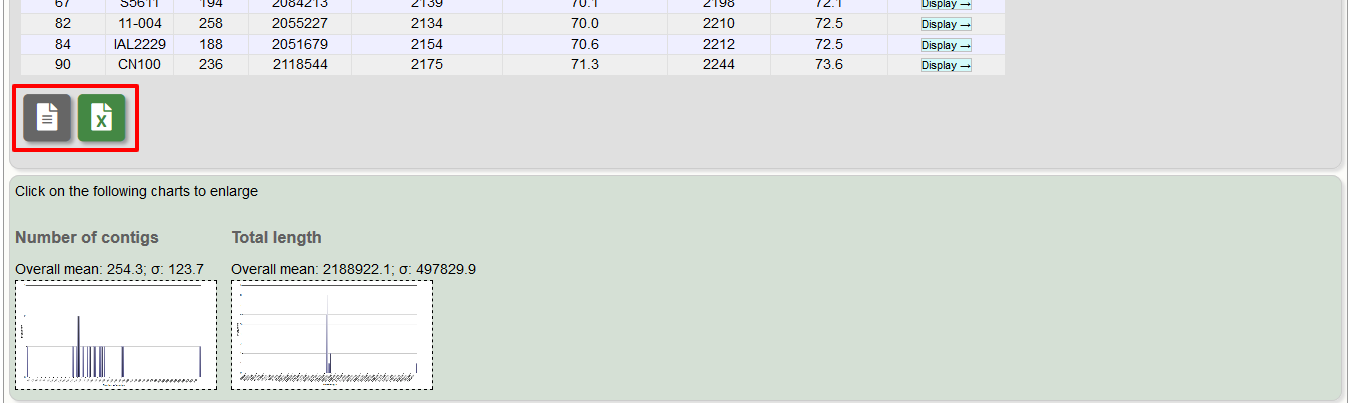 67 S5611 194 2084213 2139 70.1 2198 72.1 Display →
82 11-004 258 2055227 2134 70.0 2210 72.5 Display →
84 IAL2229 188 2051679 2154 70.6 2212 72.5 Display →
90 CN100 236 2118544 2175 71.3 2244 73.6 Display →
X
Click on the following charts to enlarge
Number of contigs Total length
Overall mean: 254.3; σ: 123.7 Overall mean: 2188922.1; σ: 497829.9